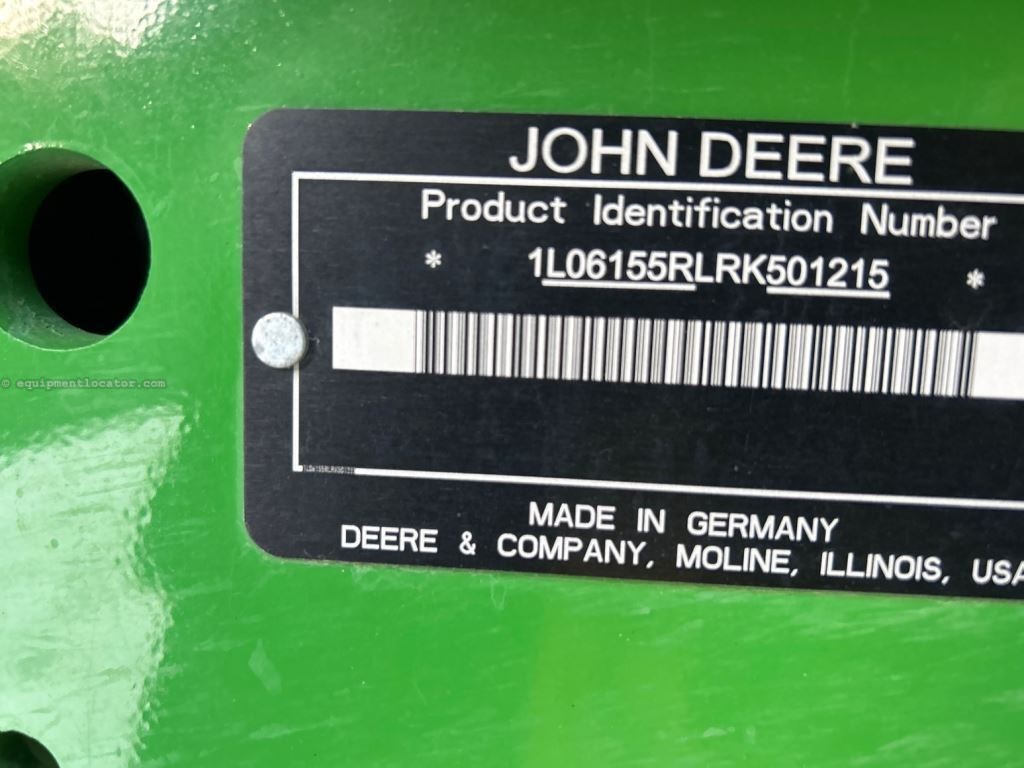 JOHN DEERE
Product Identification Number
* 1L06155RLRK501215 *
© equipmentlocator.com
MADE IN GERMANY
DEERE & COMPANY, MOLINE, ILLINOIS, USA